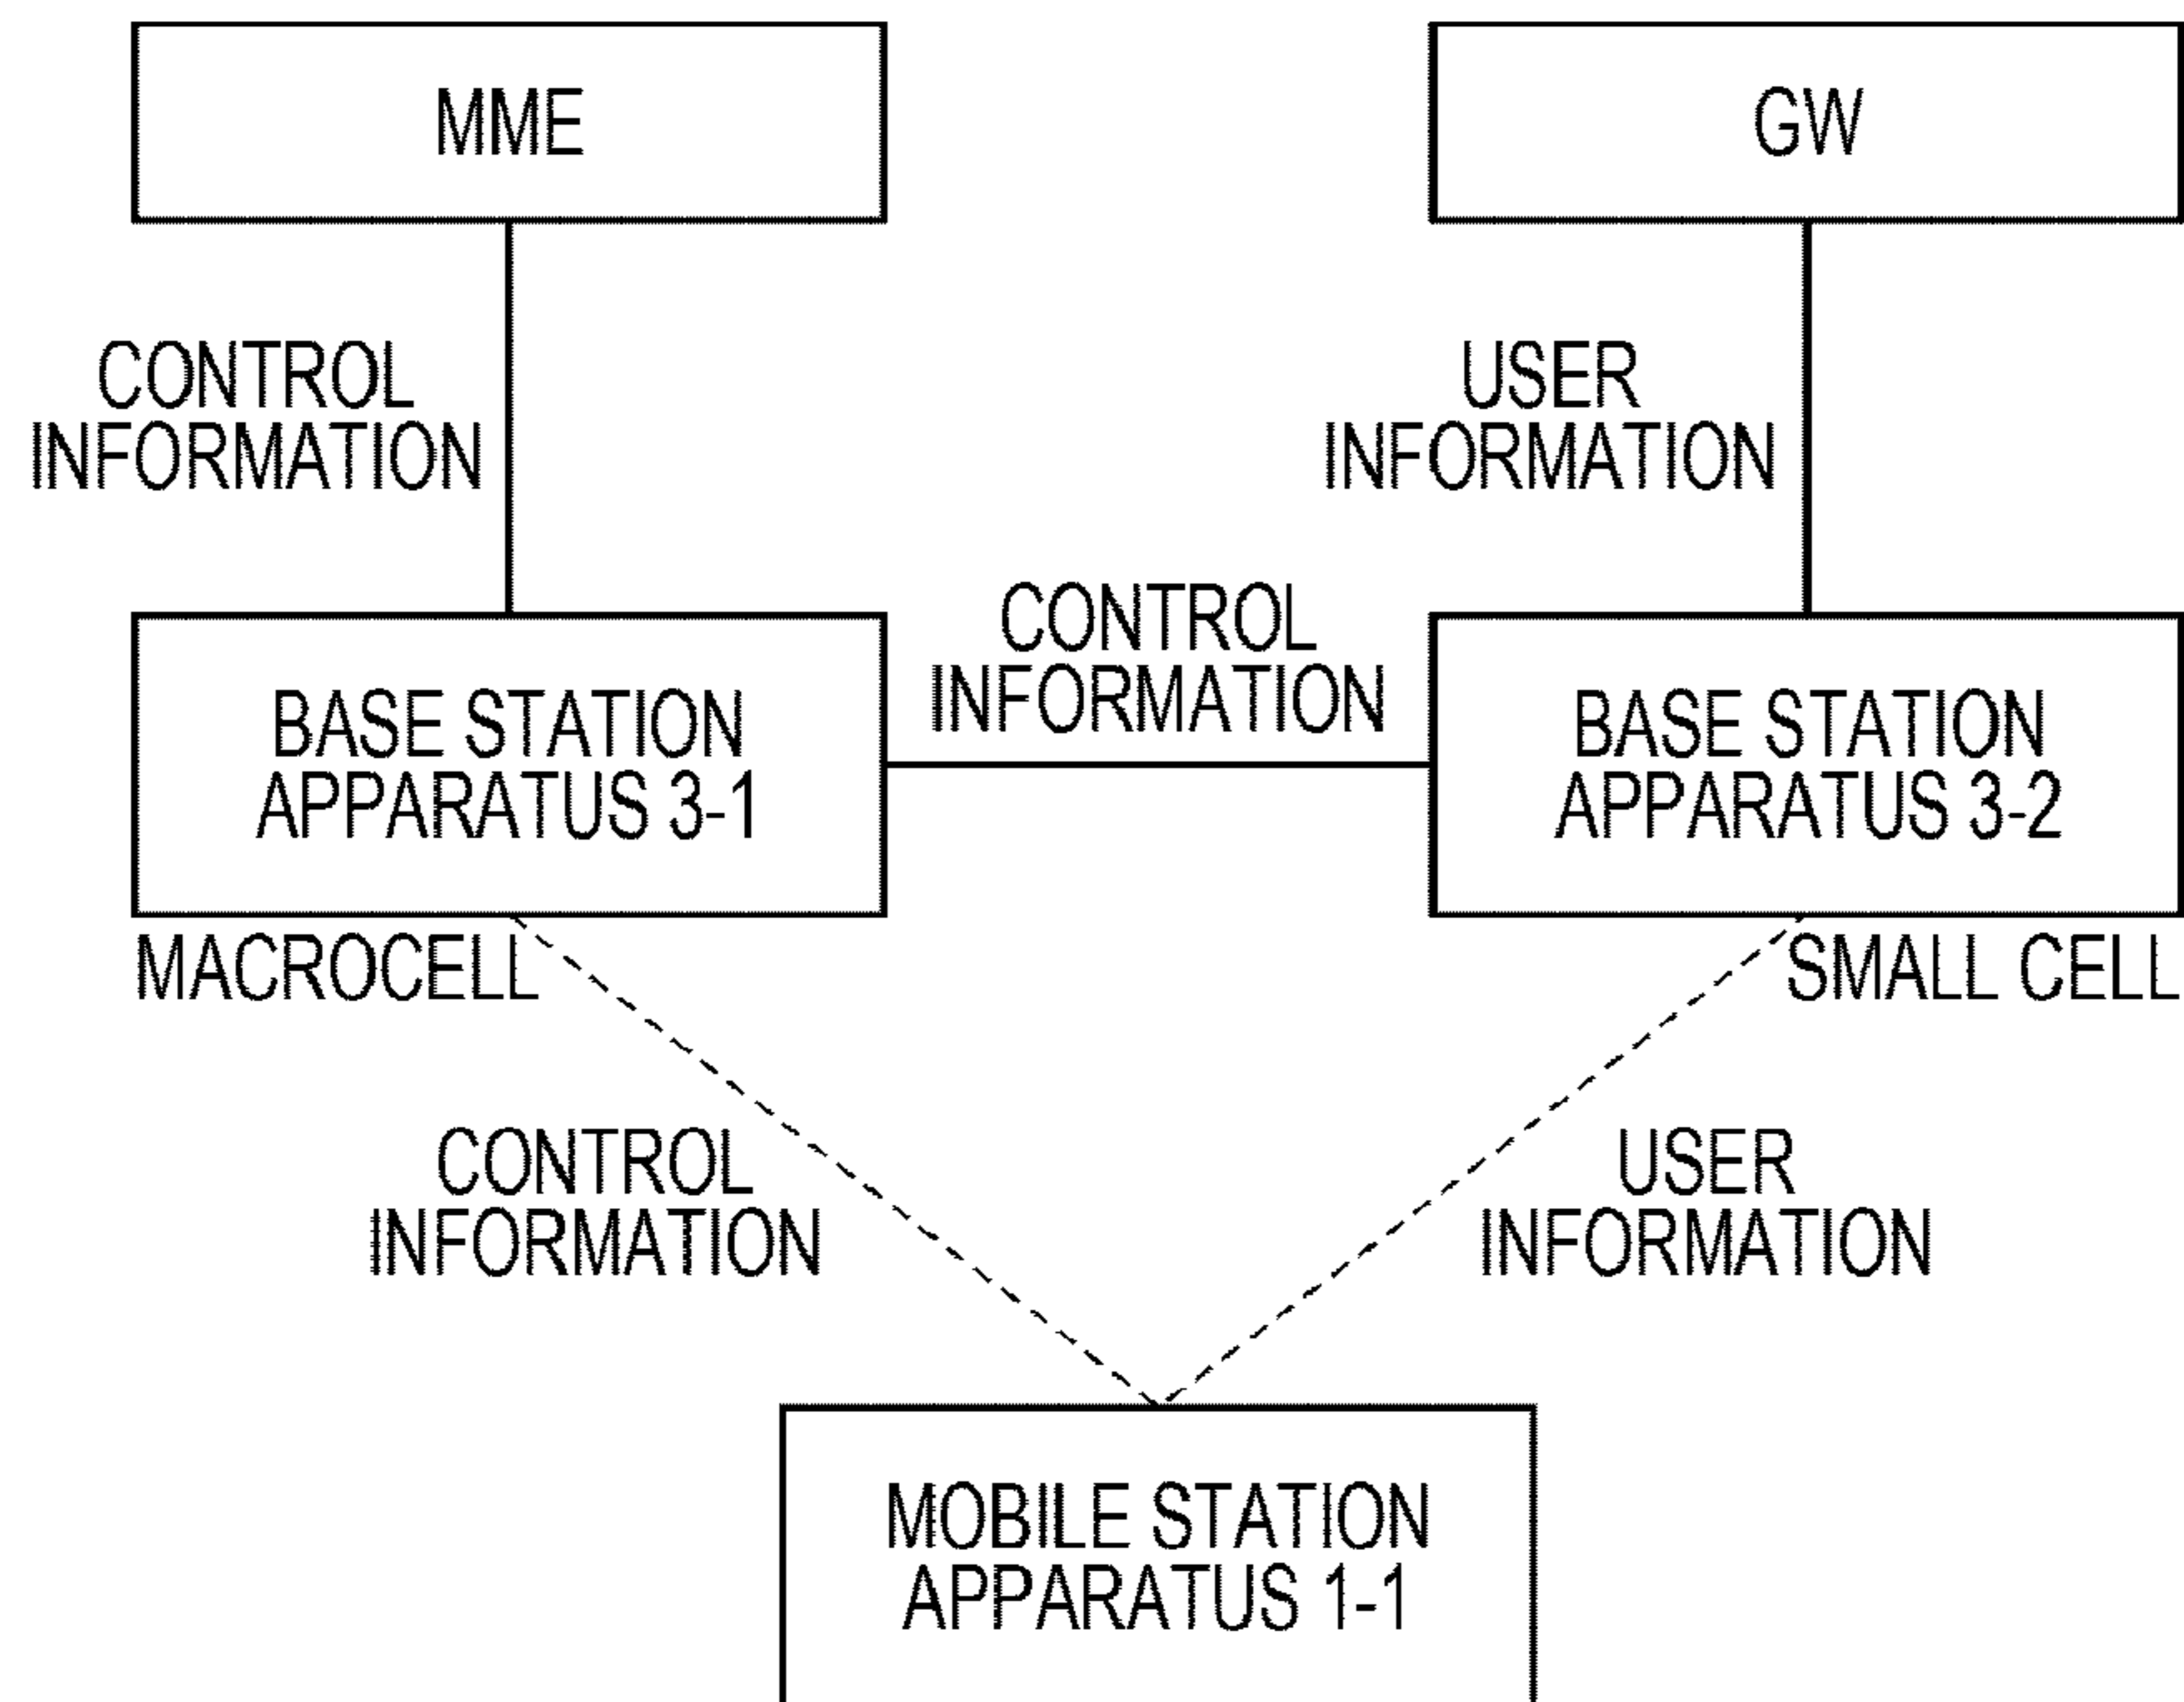 MME
GW
CONTROL
INFORMATION
USER
INFORMATION
CONTROL
INFORMATION
BASE STATION
APPARATUS 3-1
BASE STATION
APPARATUS 3-2
MACROCELL
SMALL CELL
CONTROL
INFORMATION
USER
INFORMATION
MOBILE STATION
APPARATUS 1-1